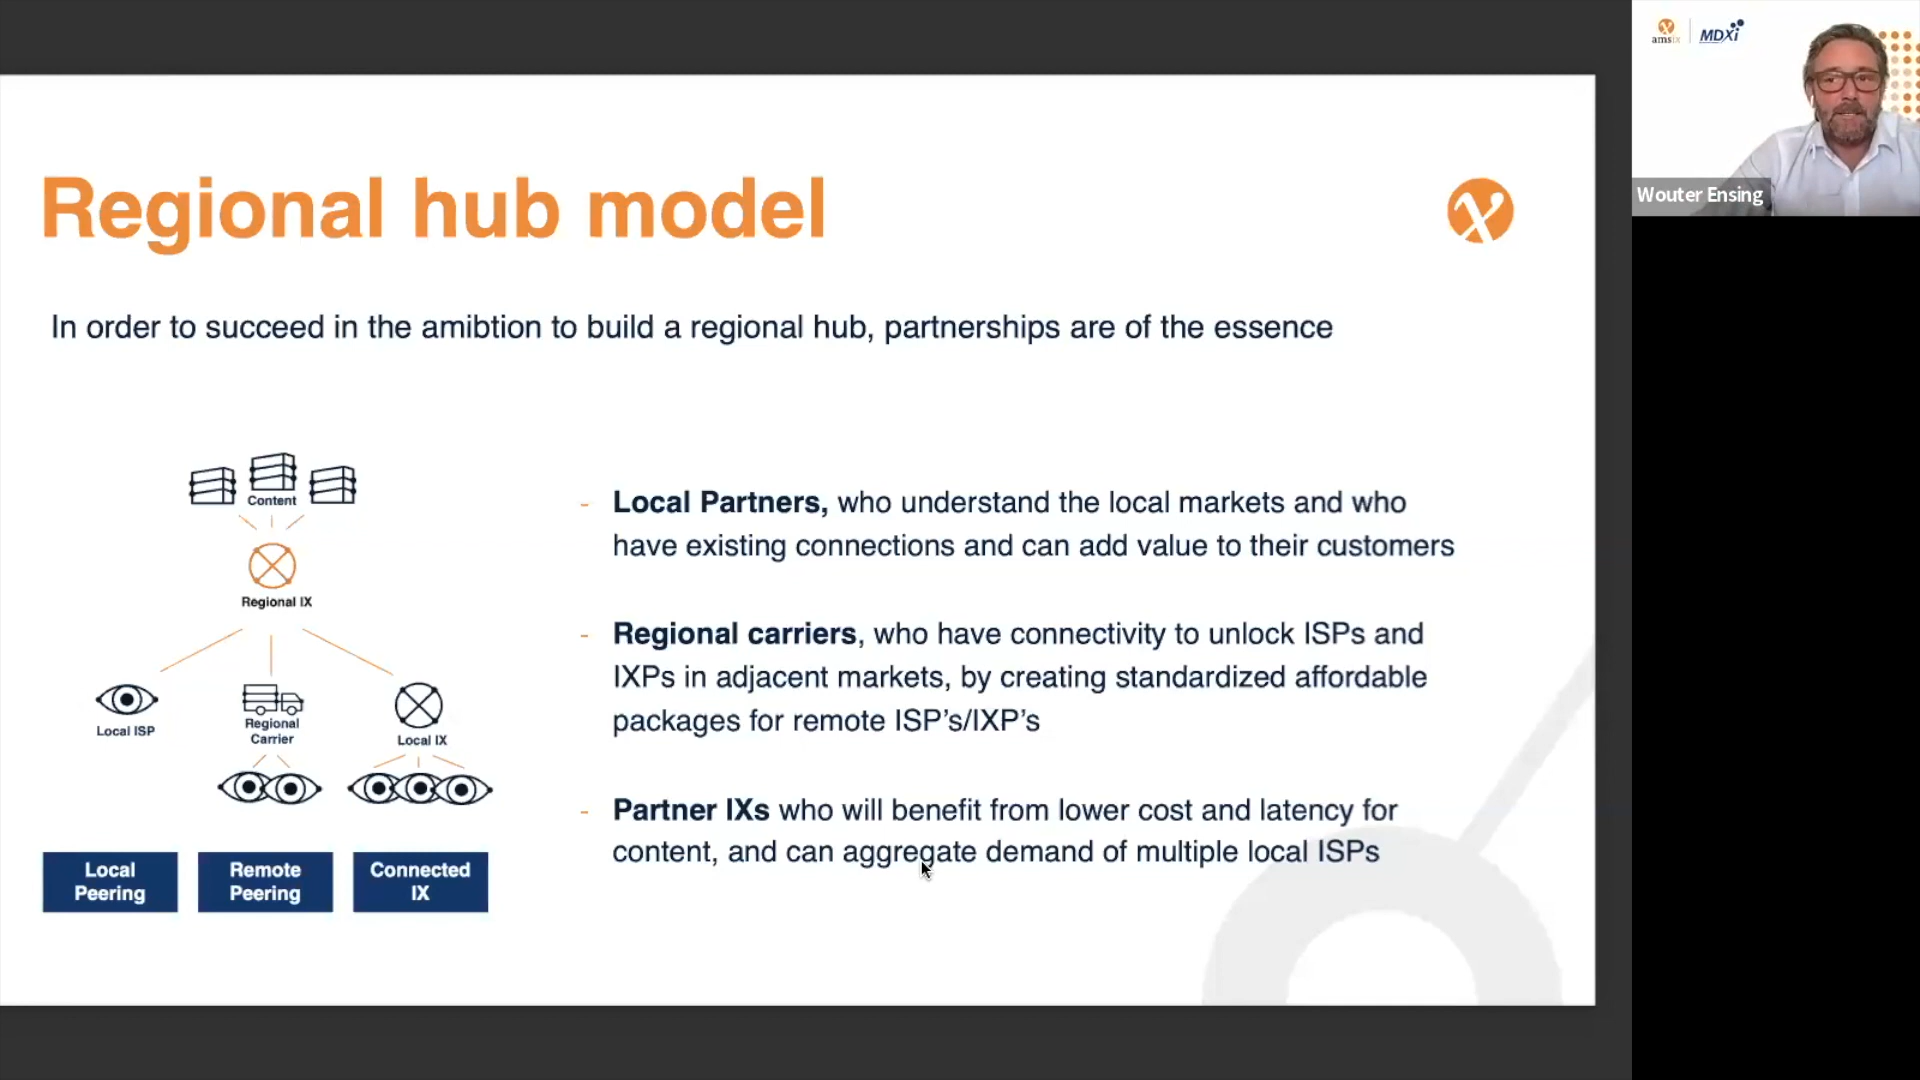 Regional hub model
In order to succeed in the amibtion to build a regional hub, partnerships are of the essence
Content
Regional IX
Local ISP
Regional
Carrier
Local IX
Local
Peering
Remote
Peering
Connected
IX
- Local Partners, who understand the local markets and who
have existing connections and can add value to their customers
- Regional carriers, who have connectivity to unlock ISPs and
IXPs in adjacent markets, by creating standardized affordable
packages for remote ISP’s/IXP’s
- Partner IXs who will benefit from lower cost and latency for
content, and can aggregate demand of multiple local ISPs
amsix
MDXi
Wouter Ensing